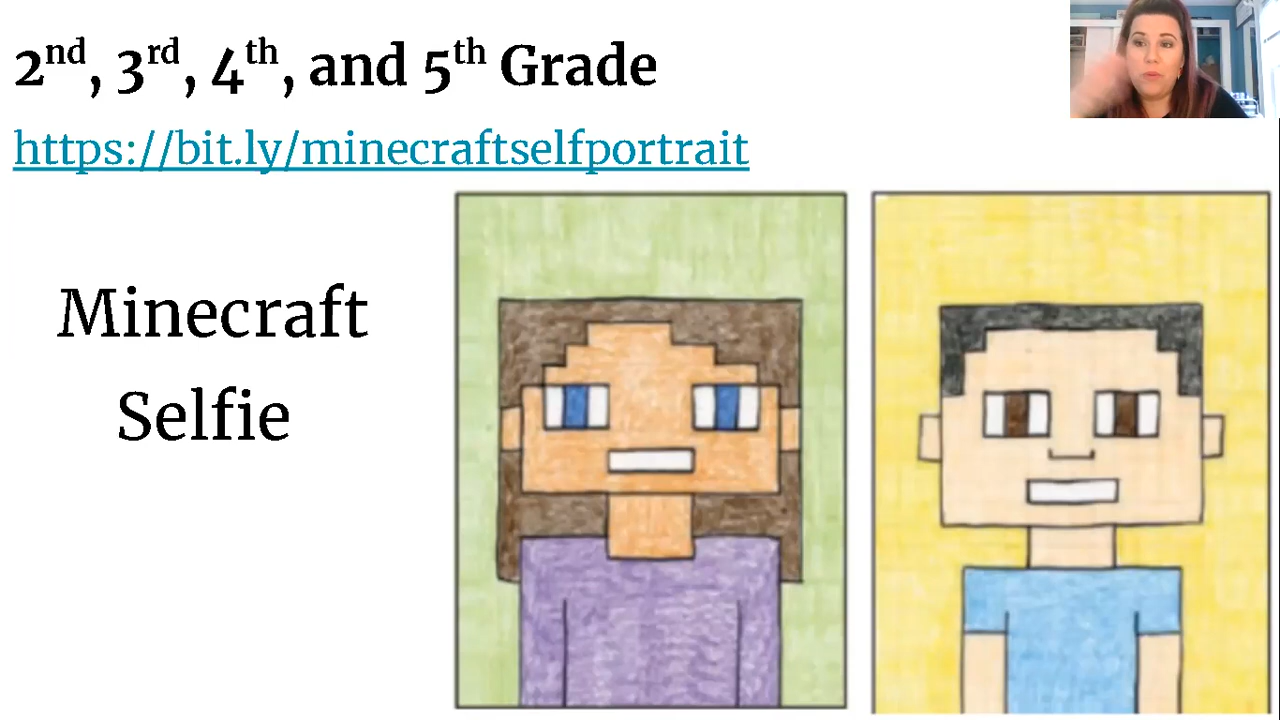 2nd, 3rd, 4th, and 5th Grade
https://bit.ly/minecraftselfportrait
Minecraft
Selfie